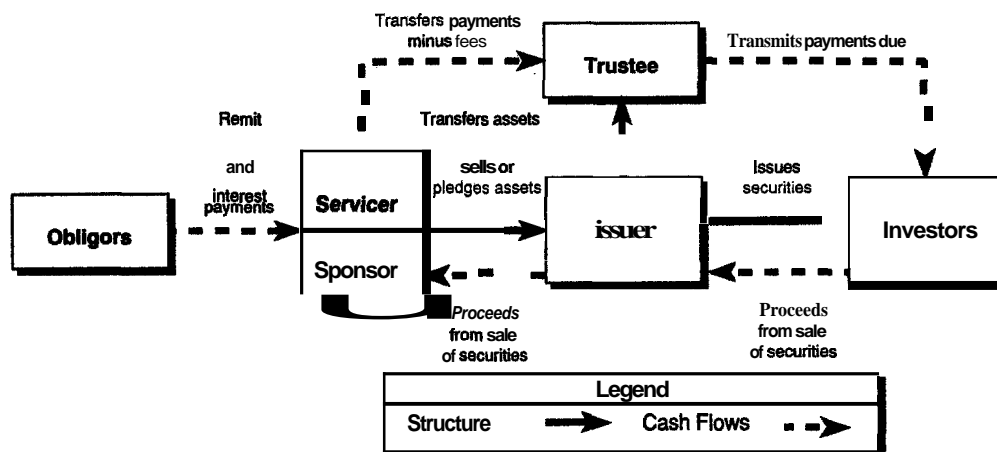 Transfers payments
minus fees
Trustee
Transmits payments due
Remit
and
interest
payments
Transfers assets
sells or
pledges assets
Issues
securities
Obligors
Servicer
Sponsor
issuer
Investors
Proceeds
from sale
of securities
Proceeds
from sale
of securities
Legend
Structure
Cash Flows